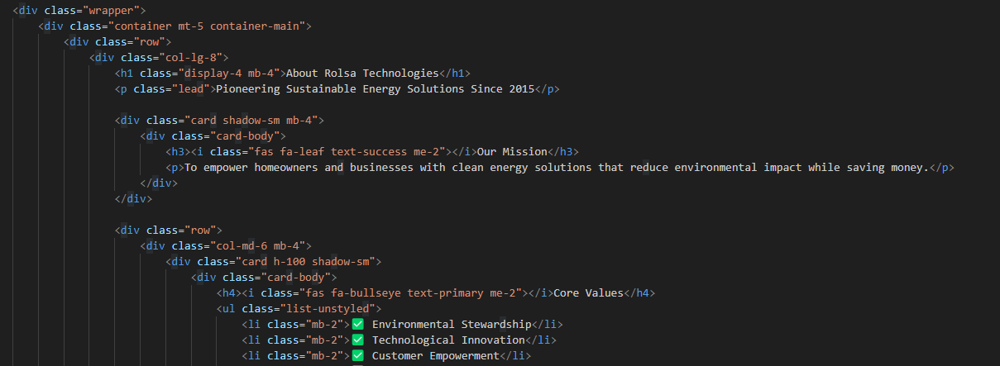 <div class="wrapper">
<div class="container mt-5 container-main">
<div class="row">
<div class="col-lg-8">
<h1 class="display-4 mb-4">About Rolsa Technologies</h1>
<p class="lead">Pioneering Sustainable Energy Solutions Since 2015</p>
<div class="card shadow-sm mb-4">
<div class="card-body">
<h3><i class="fas fa-leaf text-success me-2"></i>Our Mission</h3>
<p>To empower homeowners and businesses with clean energy solutions that reduce environmental impact while saving money.</p>
</div>
</div>
<div class="row">
<div class="col-md-6 mb-4">
<div class="card h-100 shadow-sm">
<div class="card-body">
<h4><i class="fas fa-bullseye text-primary me-2"></i>Core Values</h4>
<ul class="list-unstyled">
<li class="mb-2">✅ Environmental Stewardship</li>
<li class="mb-2">✅ Technological Innovation</li>
<li class="mb-2">✅ Customer Empowerment</li>